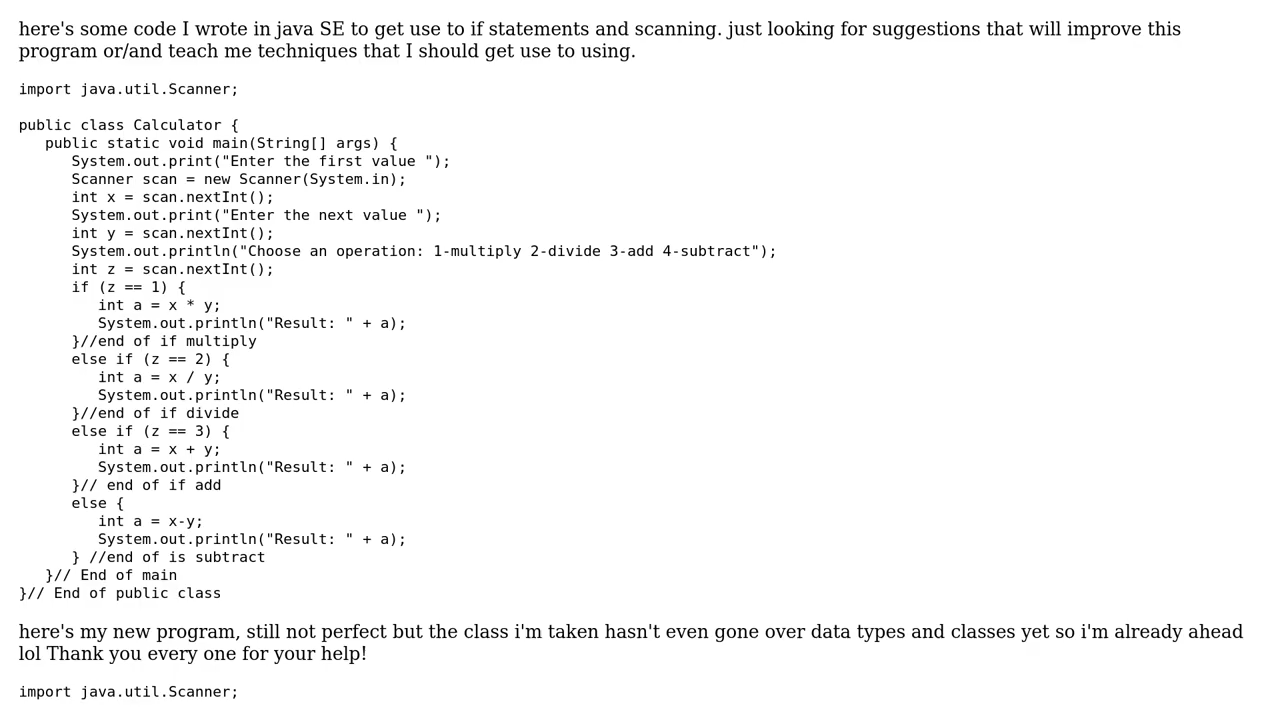 here's some code I wrote in java SE to get use to if statements and scanning. just looking for suggestions that will improve this
program or/and teach me techniques that I should get use to using.
import java.util.Scanner;
public class Calculator {
   public static void main(String[] args) {
      System.out.print("Enter the first value ");
      Scanner scan = new Scanner(System.in);
      int x = scan.nextInt();
      System.out.print("Enter the next value ");
      int y = scan.nextInt();
      System.out.println("Choose an operation: 1-multiply 2-divide 3-add 4-subtract");
      int z = scan.nextInt();
      if (z == 1) {
         int a = x * y;
         System.out.println("Result: " + a);
      }//end of if multiply
      else if (z == 2) {
         int a = x / y;
         System.out.println("Result: " + a);
      }//end of if divide
      else if (z == 3) {
         int a = x + y;
         System.out.println("Result: " + a);
      }// end of if add
      else {
         int a = x-y;
         System.out.println("Result: " + a);
      } //end of is subtract
   }// End of main
}// End of public class
here's my new program, still not perfect but the class i'm taken hasn't even gone over data types and classes yet so i'm already ahead
lol Thank you every one for your help!
import java.util.Scanner;